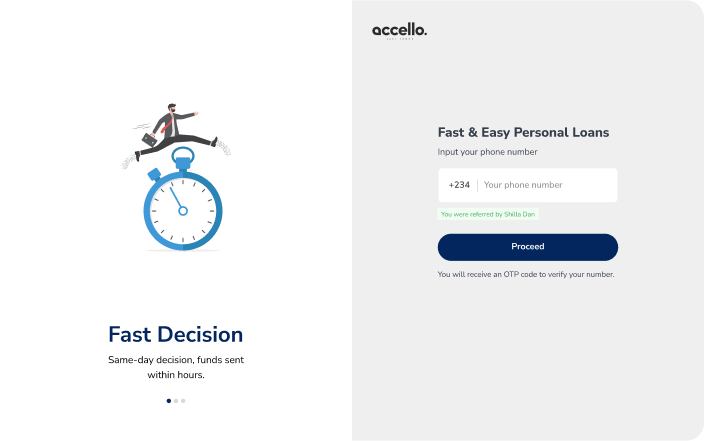 accello.
Fast & Easy Personal Loans
Input your phone number
+234
Your phone number
You were referred by Shilla Dan
Proceed
You will receive an OTP code to verify your number.
Fast Decision
Same-day decision, funds sent
within hours.